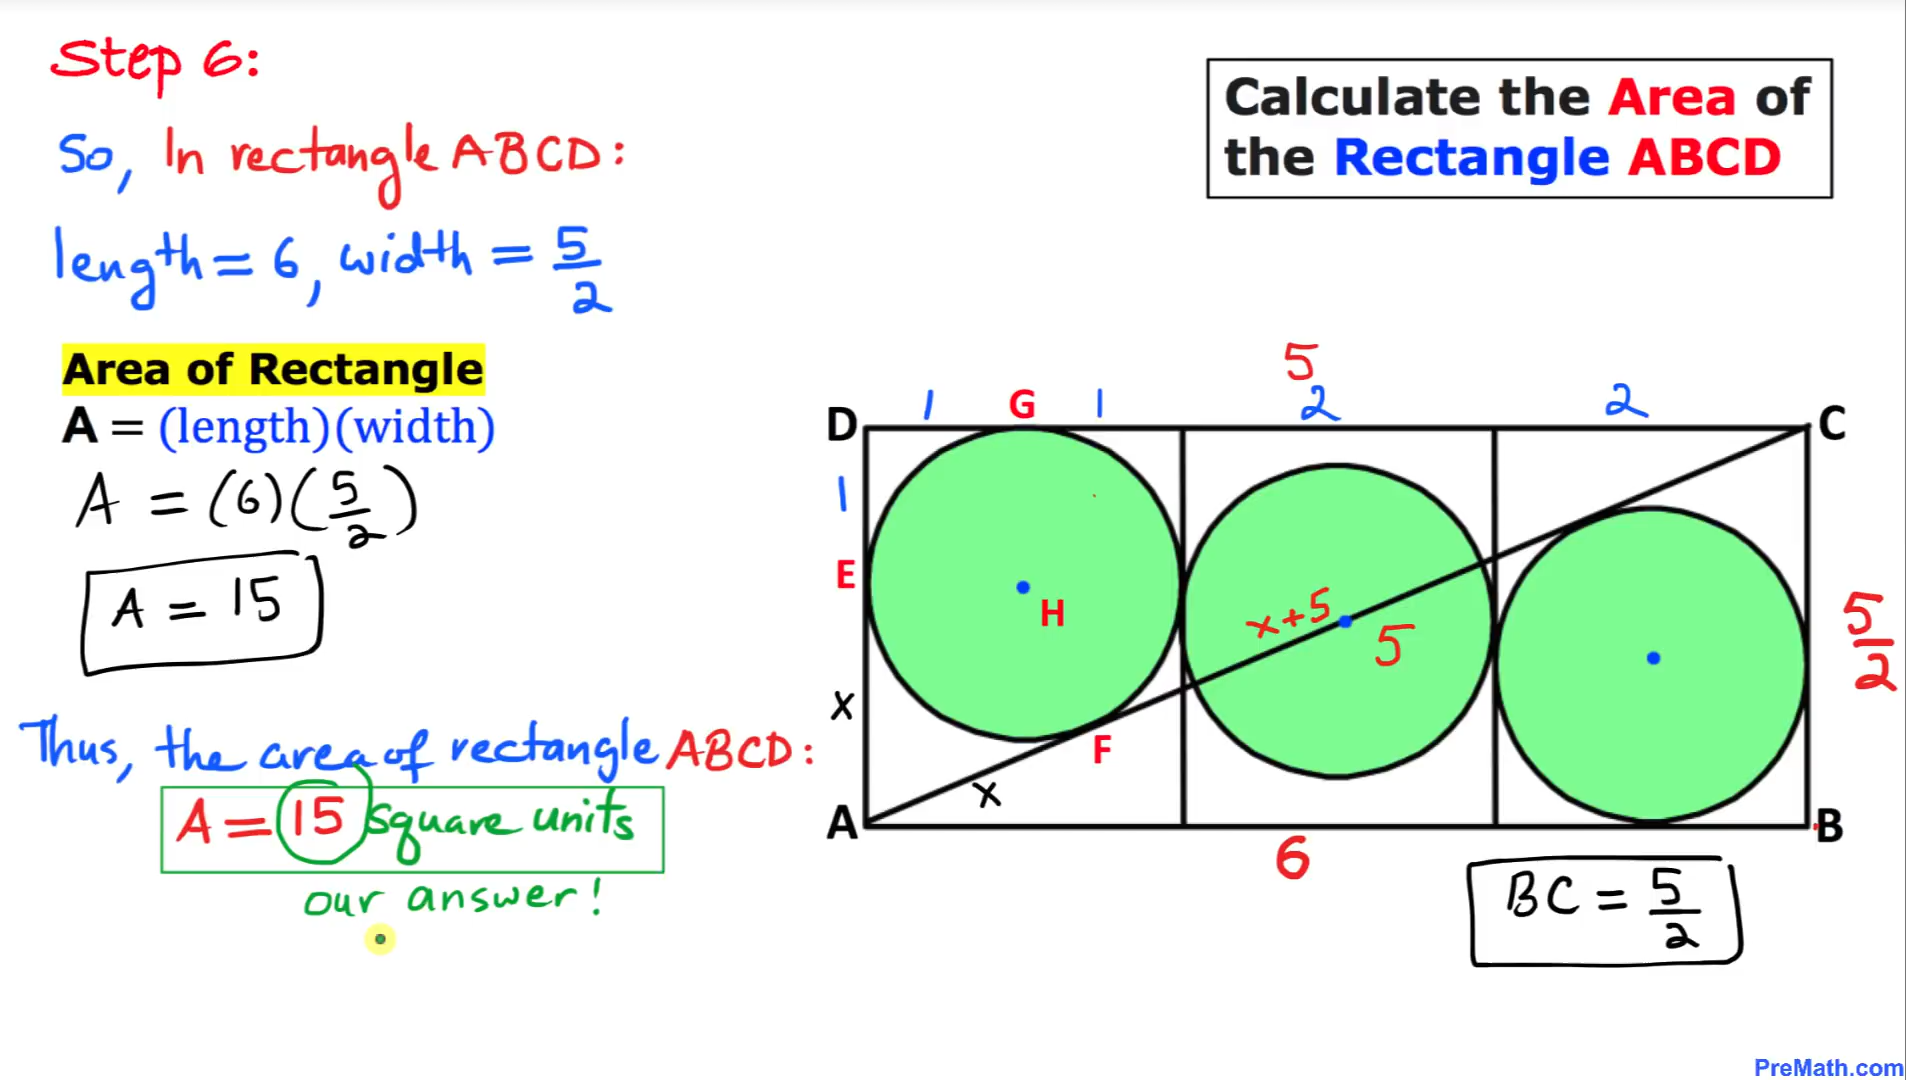 Step 6:
So, In rectangle ABCD:
length = 6, width = 5/2
Area of Rectangle
A = (length)(width)
A = (6)(5/2)
A = 15
Thus, the area of rectangle ABCD:
A = 15 square units
our answer!
Calculate the Area of
the Rectangle ABCD
5
1 G 1 2 2
D C
1
E
H
x+5
5
5/2
x
F
x
A B
6
BC = 5/2
PreMath.com